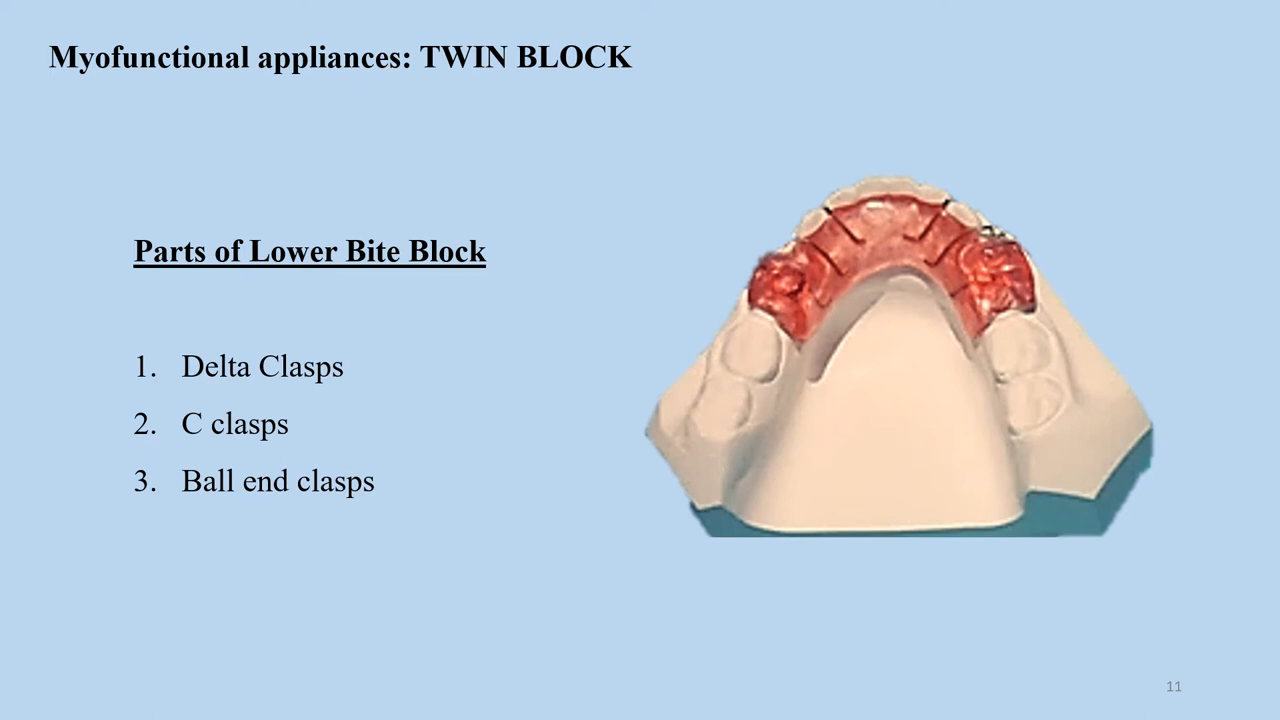 Myofunctional appliances: TWIN BLOCK
Parts of Lower Bite Block
1. Delta Clasps
2. C clasps
3. Ball end clasps
11